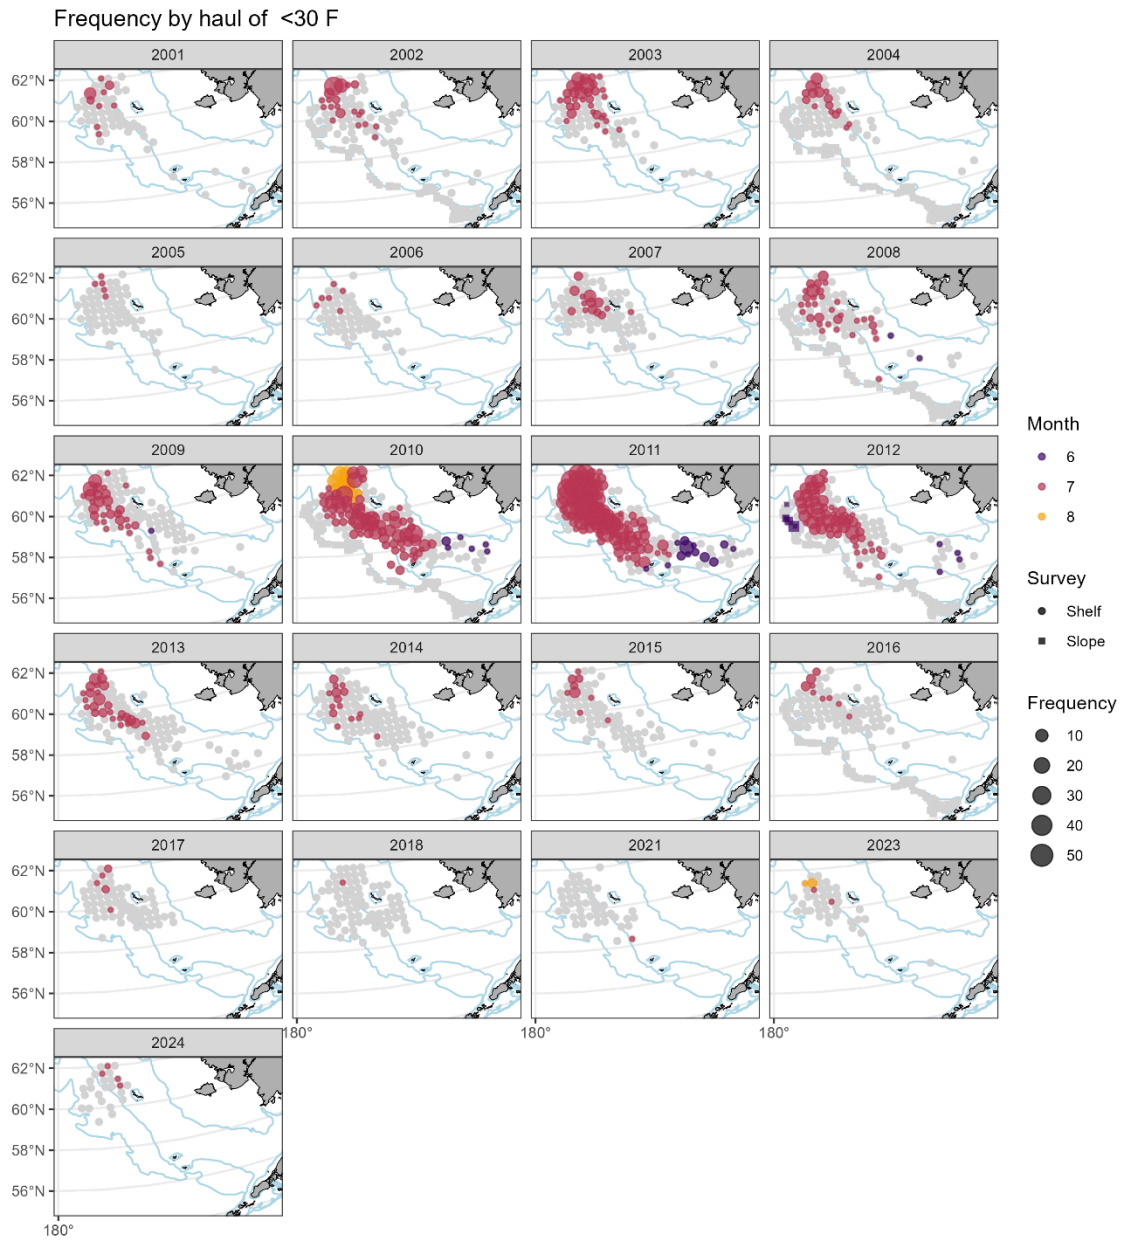 Frequency by haul of  <30 F
2001 2002 2003 2004
62°N
60°N
58°N
56°N
2005 2006 2007 2008
62°N
60°N
58°N
56°N
2009 2010 2011 2012
62°N
60°N
58°N
56°N
2013 2014 2015 2016
62°N
60°N
58°N
56°N
2017 2018 2021 2023
62°N
60°N
58°N
56°N
180° 180° 180°
2024
62°N
60°N
58°N
56°N
180°
Month
6
7
8
Survey
Shelf
Slope
Frequency
10
20
30
40
50